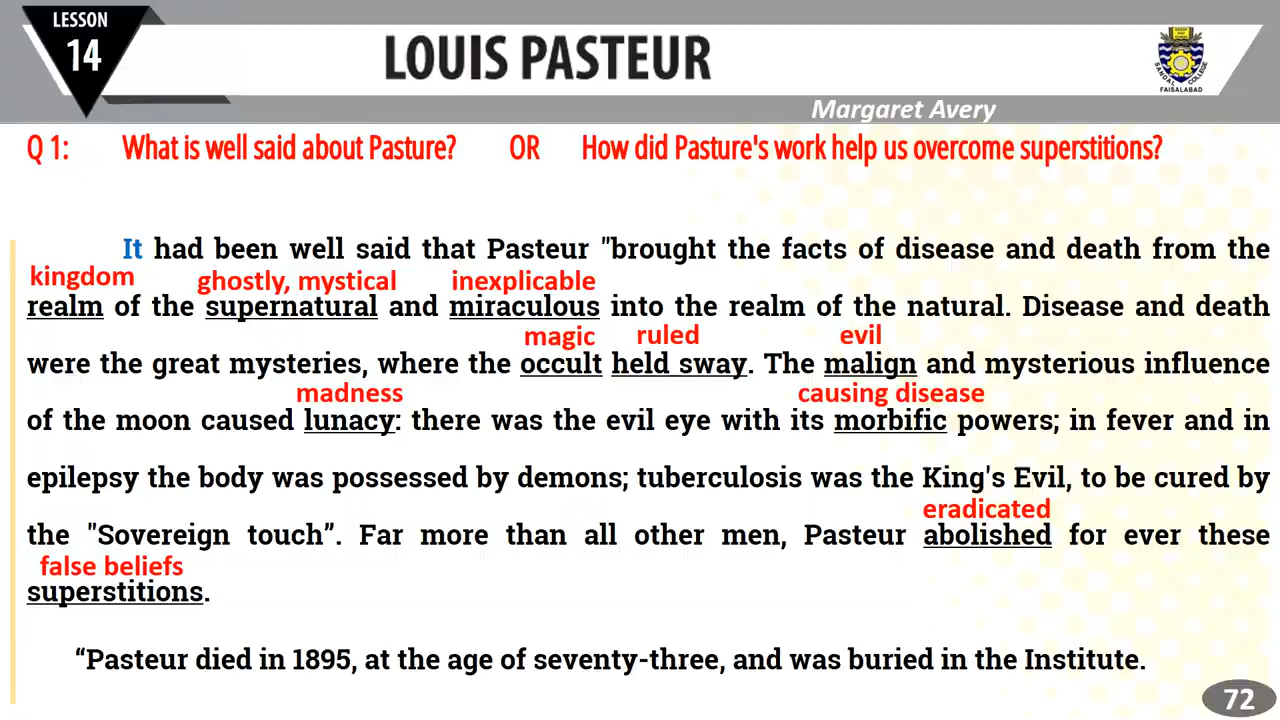 LESSON
14
LOUIS PASTEUR
SANDAL COLLEGE
FAISALABAD
Margaret Avery
Q 1: What is well said about Pasture? OR How did Pasture's work help us overcome superstitions?
It had been well said that Pasteur "brought the facts of disease and death from the
kingdom ghostly, mystical inexplicable
realm of the supernatural and miraculous into the realm of the natural. Disease and death
magic ruled evil
were the great mysteries, where the occult held sway. The malign and mysterious influence
madness causing disease
of the moon caused lunacy: there was the evil eye with its morbific powers; in fever and in
epilepsy the body was possessed by demons; tuberculosis was the King's Evil, to be cured by
eradicated
the "Sovereign touch”. Far more than all other men, Pasteur abolished for ever these
false beliefs
superstitions.
“Pasteur died in 1895, at the age of seventy-three, and was buried in the Institute.
72